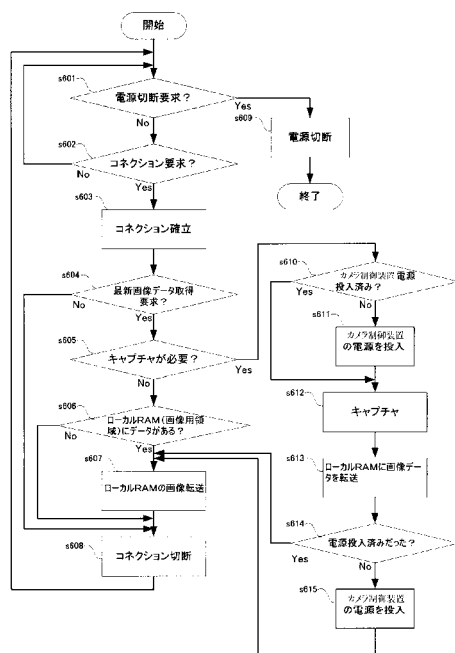 開始
s601
電源切断要求？
Yes
No
s609
電源切断
終了
s602
コネクション要求？
No
Yes
s603
コネクション確立
s604
最新画像データ取得
要求？
No
Yes
s605
キャプチャが必要？
Yes
No
s606
ローカルRAM（画像用領
域）にデータがある？
No
Yes
s607
ローカルRAMの画像転送
s608
コネクション切断
s610
カメラ制御装置電源
投入済み？
Yes
No
s611
カメラ制御装置
の電源を投入
s612
キャプチャ
s613
ローカルRAMに画像デー
タを転送
s614
電源投入済みだった？
Yes
No
s615
カメラ制御装置
の電源を投入